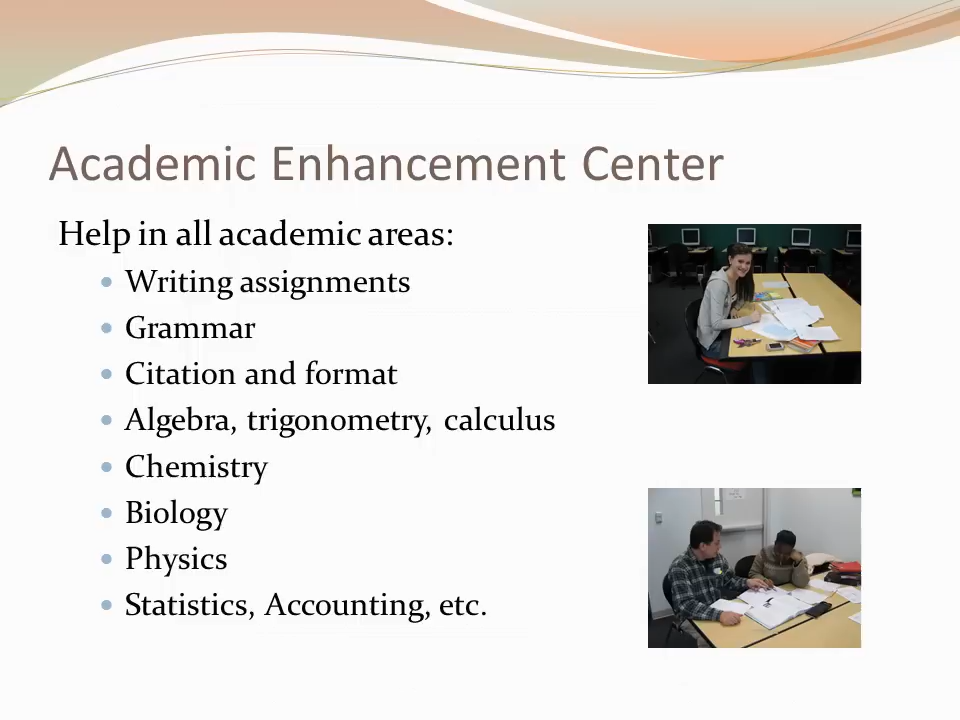 Academic Enhancement Center
Help in all academic areas:
Writing assignments
Grammar
Citation and format
Algebra, trigonometry, calculus
Chemistry
Biology
Physics
Statistics, Accounting, etc.